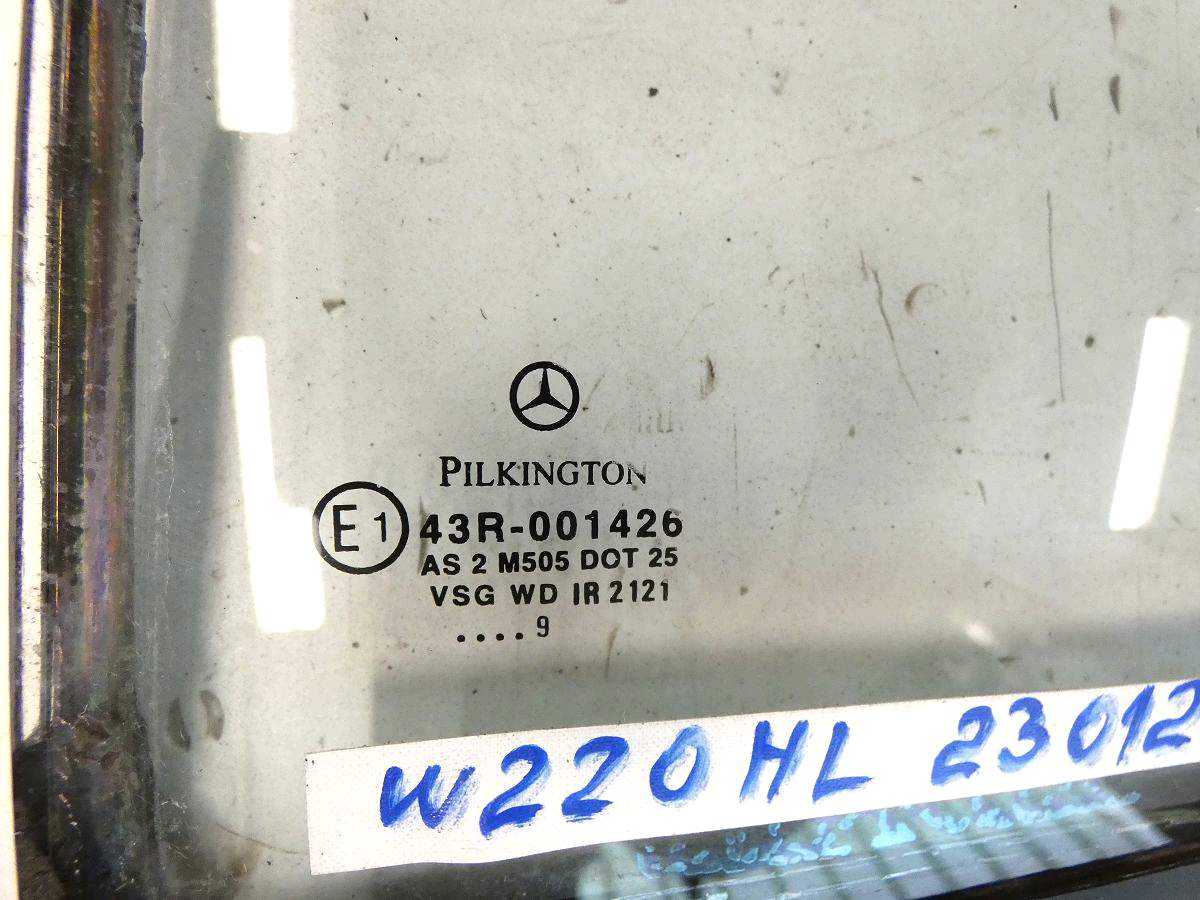 PILKINGTON
E1 43R-001426
AS 2 M505 DOT 25
VSG WD IR 2121
....9
W220 HL 23012